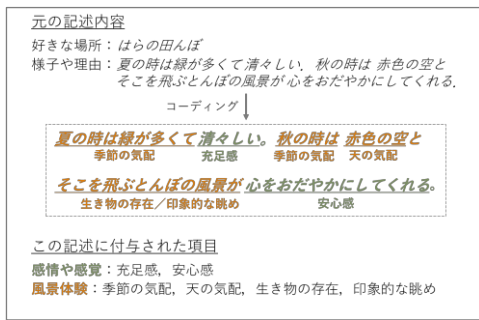 元の記述内容
好きな場所：はらの田んぼ
様子や理由：夏の時は緑が多くて清々しい．秋の時は 赤色の空と
そこを飛ぶとんぼの風景が 心をおだやかにしてくれる．
コーディング
夏の時は緑が多くて清々しい。秋の時は 赤色の空と
季節の気配 充足感 季節の気配 天の気配
そこを飛ぶとんぼの風景が 心をおだやかにしてくれる。
生き物の存在／印象的な眺め 安心感
この記述に付与された項目
感情や感覚：充足感，安心感
風景体験：季節の気配，天の気配，生き物の存在，印象的な眺め